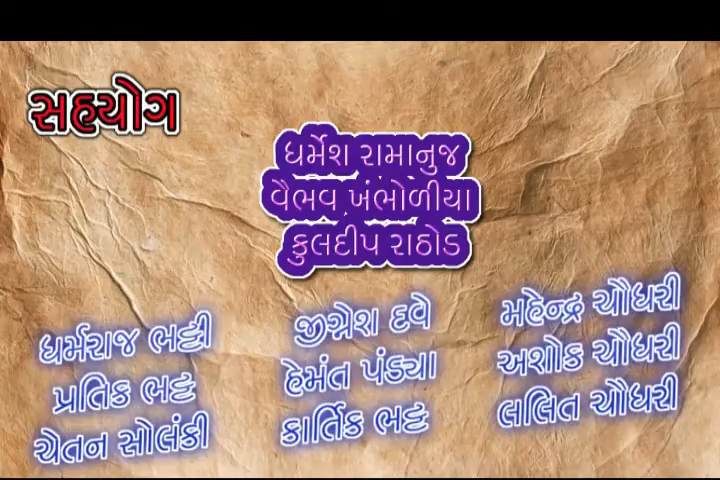 સહયોગ
ધર્મેશ રામાનુજ
વૈભવ ખંભોળીયા
કુલદીપ રાઠોડ
ધર્મરાજ ભટ્ટી
પ્રતિક ભટ્ટ
ચેતન સોલંકી
જીગ્નેશ દવે
હેમંત પંડ્યા
કાર્તિક ભટ્ટ
મહેન્દ્ર ચૌધરી
અશોક ચૌધરી
લલિત ચૌધરી